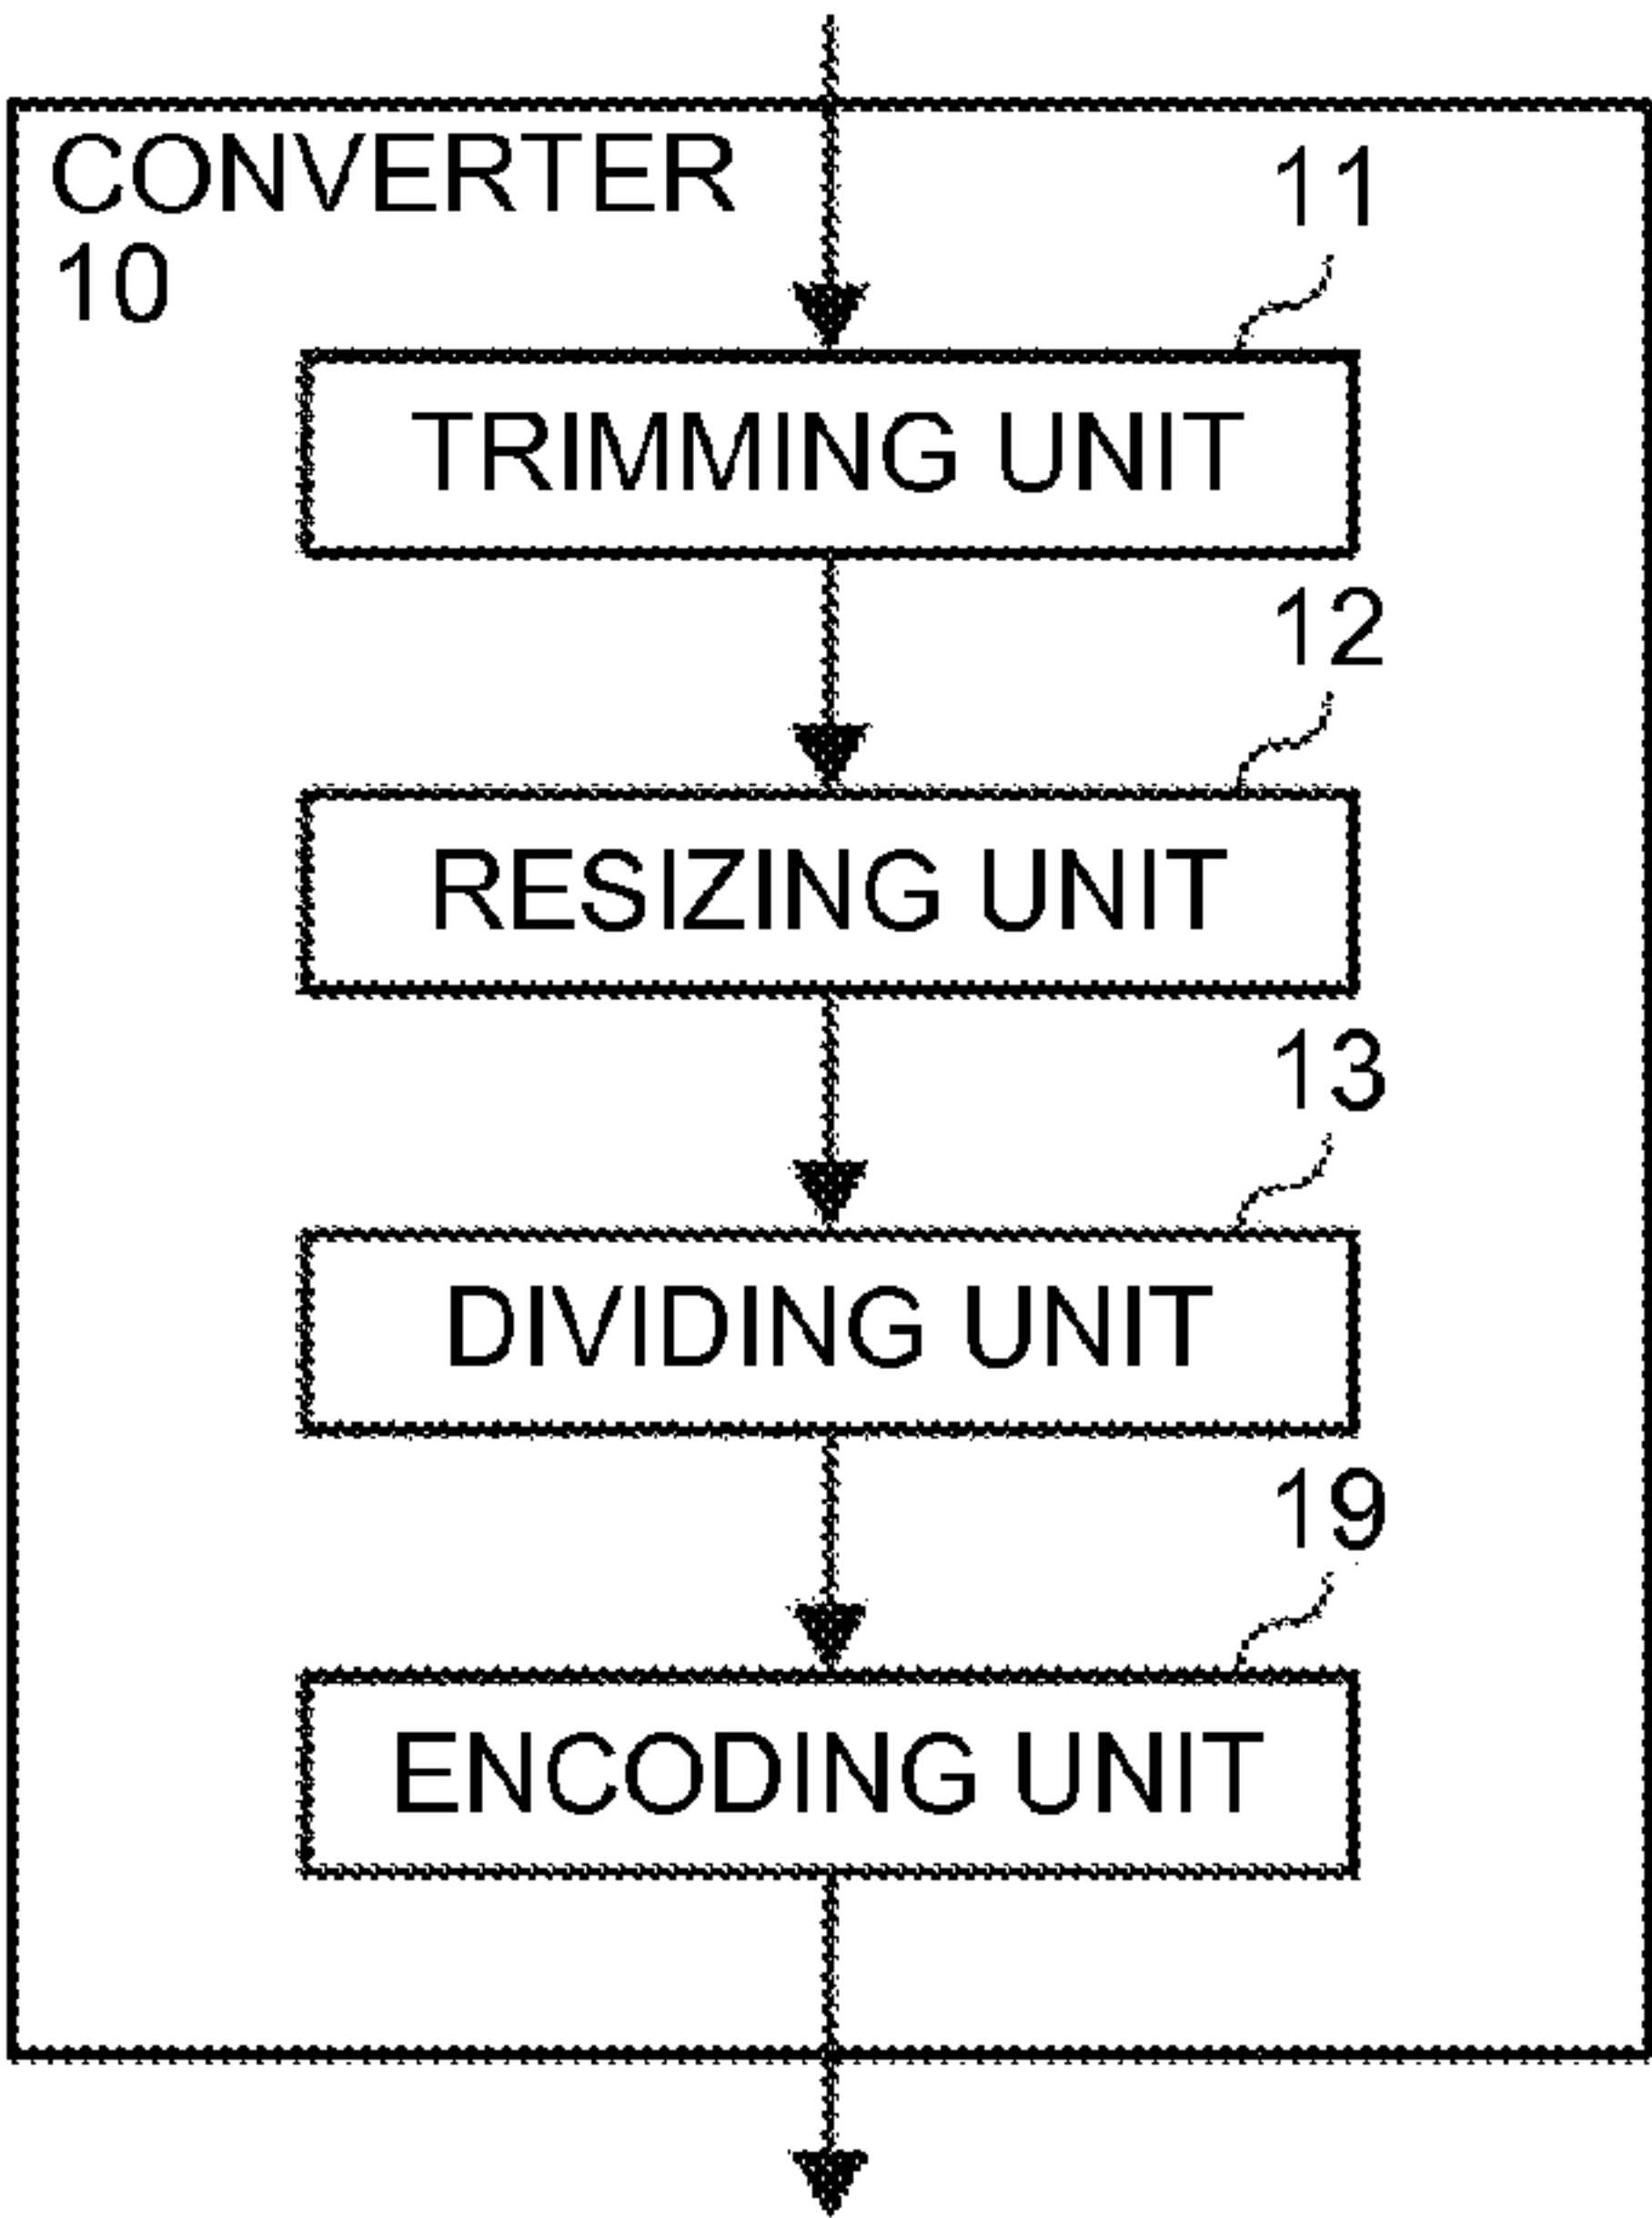 CONVERTER
10
11
TRIMMING UNIT
12
RESIZING UNIT
13
DIVIDING UNIT
19
ENCODING UNIT